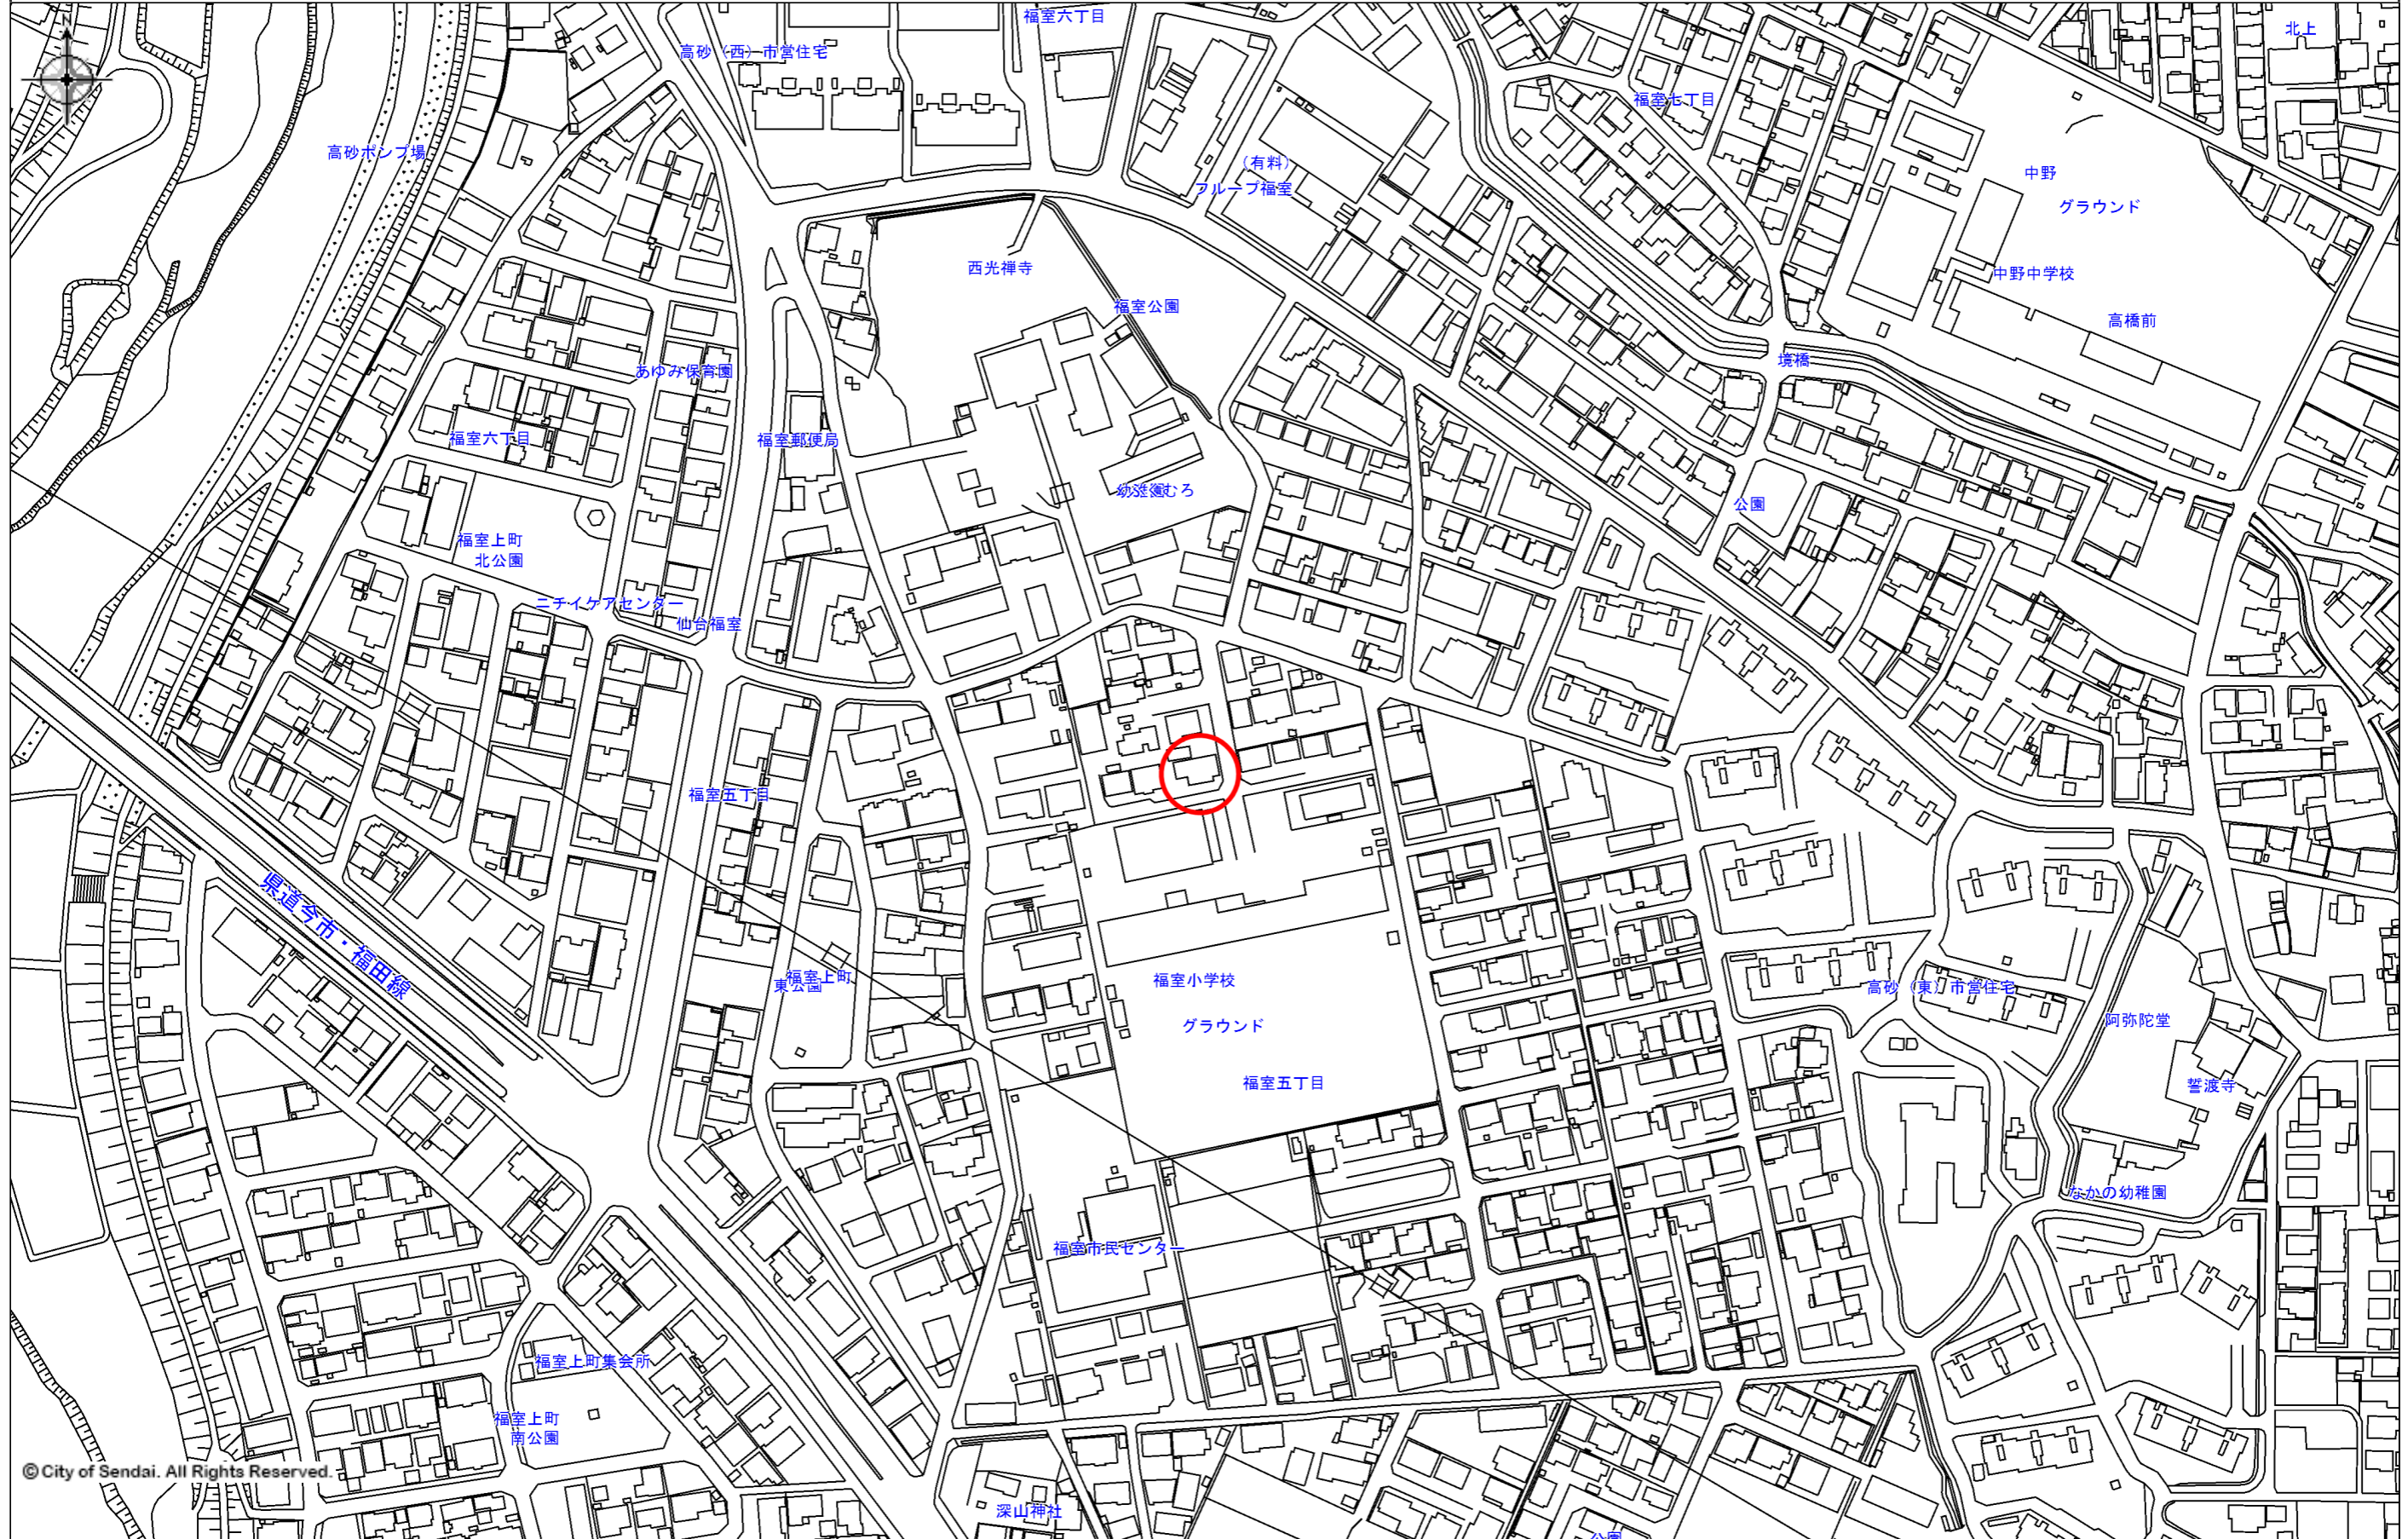 福室六丁目
北上
N
高砂（西）市営住宅
福室七丁目
高砂ポンプ場
（有料）
中野
グラウンド
西光禅寺
中野中学校
福室公園
高橋前
境橋
あゆみ保育園
福室六丁目
福室郵便局
公園
福室上町
北公園
ニチイケアセンター
仙台福室
福室五丁目
県道今市・福田線
福室上町
東公園
福室小学校
高砂（東）市営住宅
阿弥陀堂
グラウンド
福室五丁目
誓渡寺
なかの幼稚園
福室市民センター
福室上町集会所
福室上町
南公園
©City of Sendai. All Rights Reserved.
深山神社
公園